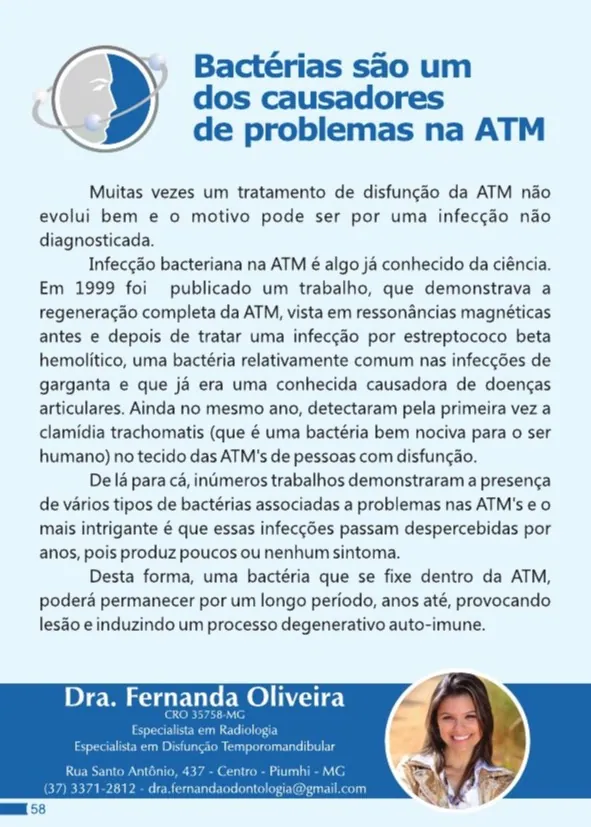 Bactérias são um
dos causadores
de problemas na ATM
Muitas vezes um tratamento de disfunção da ATM não
evolui bem e o motivo pode ser por uma infecção não
diagnosticada.
Infecção bacteriana na ATM é algo já conhecido da ciência.
Em 1999 foi publicado um trabalho, que demonstrava a
regeneração completa da ATM, vista em ressonâncias magnéticas
antes e depois de tratar uma infecção por estreptococo beta
hemolítico, uma bactéria relativamente comum nas infecções de
garganta e que já era uma conhecida causadora de doenças
articulares. Ainda no mesmo ano, detectaram pela primeira vez a
clamídia trachomatis (que é uma bactéria bem nociva para o ser
humano) no tecido das ATM's de pessoas com disfunção.
De lá para cá, inúmeros trabalhos demonstraram a presença
de vários tipos de bactérias associadas a problemas nas ATM's e o
mais intrigante é que essas infecções passam despercebidas por
anos, pois produz poucos ou nenhum sintoma.
Desta forma, uma bactéria que se fixe dentro da ATM,
poderá permanecer por um longo período, anos até, provocando
lesão e induzindo um processo degenerativo auto-imune.
Dra. Fernanda Oliveira
CRO 35758-MG
Especialista em Radiologia
Especialista em Disfunção Temporomandibular
Rua Santo Antônio, 437 - Centro - Piumhi - MG
(37) 3371-2812 - dra.fernandaodontologia@gmail.com
58